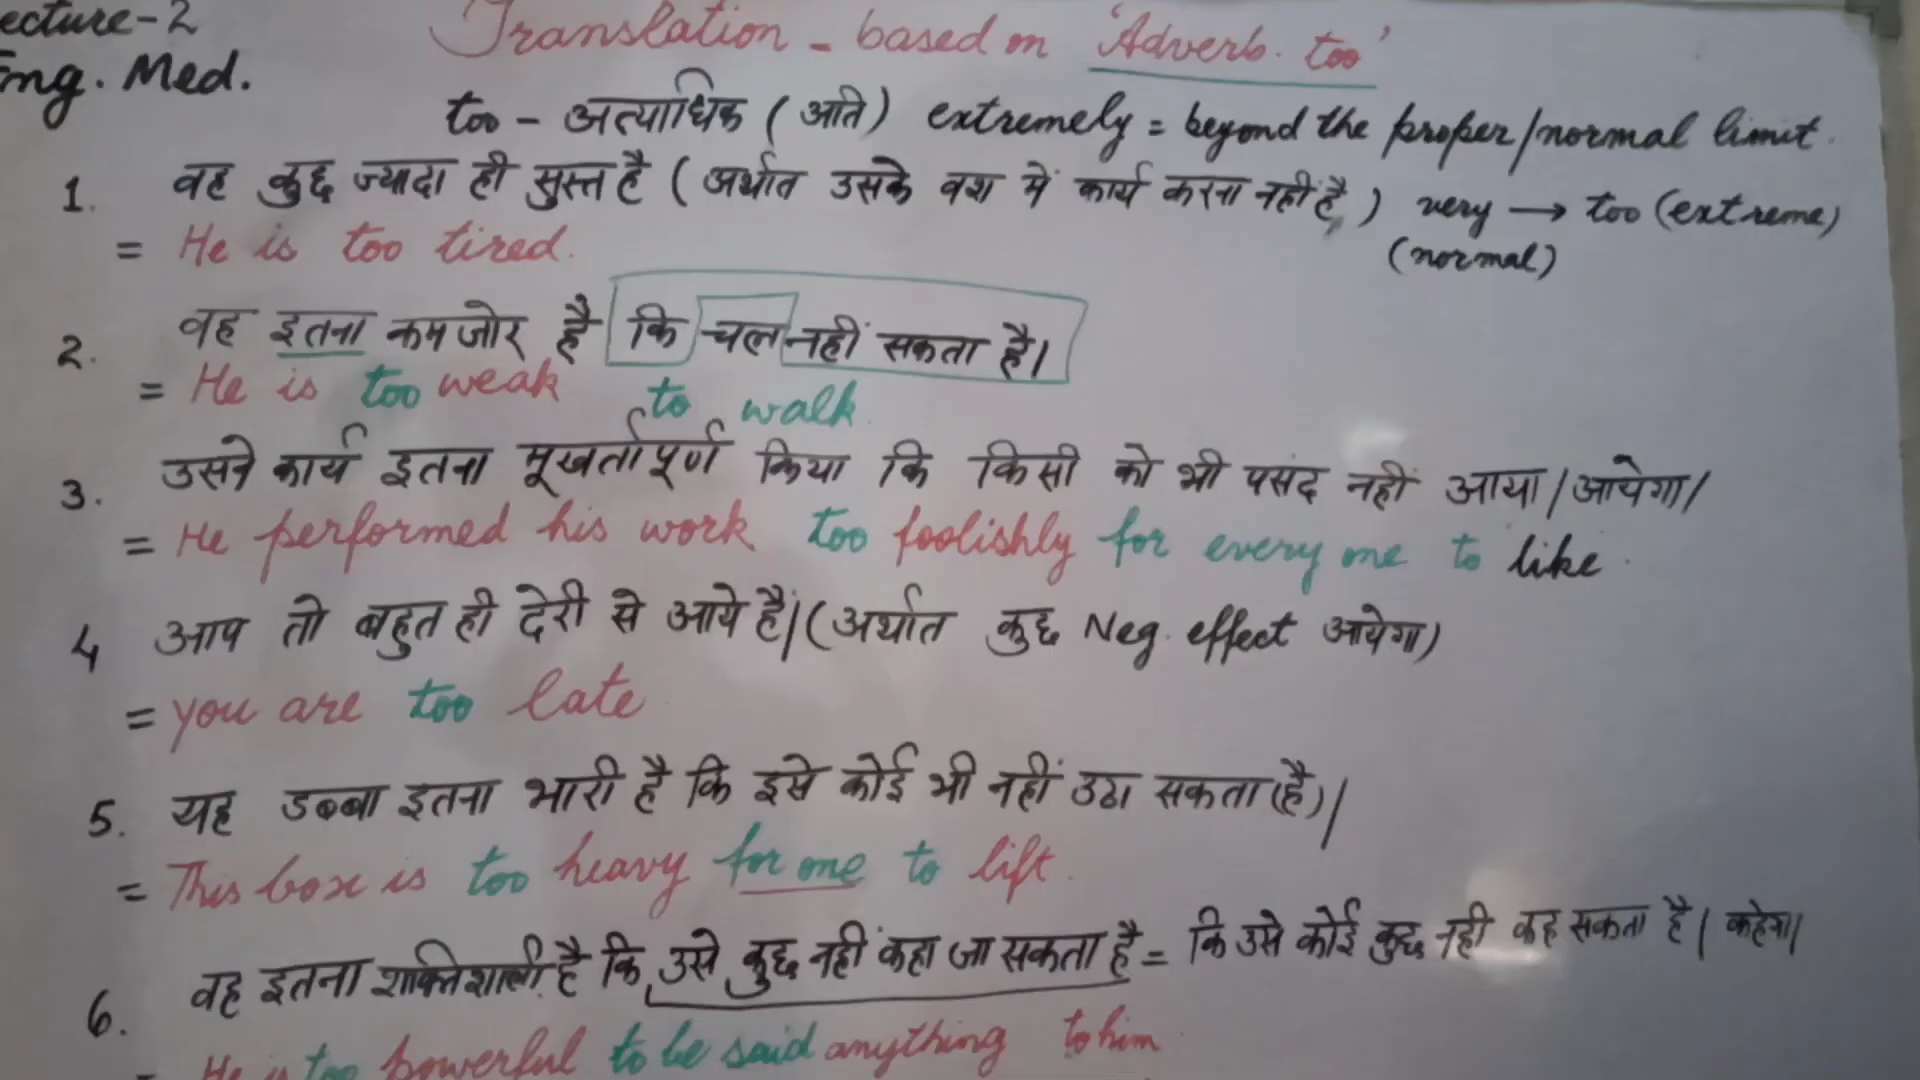 ecture-2
Eng. Med.
Translation - based on 'Adverb. too'
too - अत्याधिक (अति) extremely = beyond the proper/normal limit.
1. वह कुछ ज्यादा ही सुस्त है (अर्थात उसके वश में कार्य करना नहीं है) very → too (extreme)
(normal)
= He is too tired.
2. वह इतना कमजोर है कि चल नहीं सकता है।
= He is too weak to walk.
3. उसने कार्य इतना मूर्खतापूर्ण किया कि किसी को भी पसंद नहीं आया/आयेगा/
= He performed his work too foolishly for every one to like.
4 आप तो बहुत ही देरी से आये हैं/(अर्थात कुछ Neg. effect आयेगा)
= you are too late
5. यह डब्बा इतना भारी है कि इसे कोई भी नहीं उठा सकता (है)/
= This box is too heavy for one to lift.
6. वह इतना शक्तिशाली है कि उसे कुछ नहीं कहा जा सकता है = कि उसे कोई कुछ नहीं कह सकता है। कहेगा।
= He is too powerful to be said anything to him